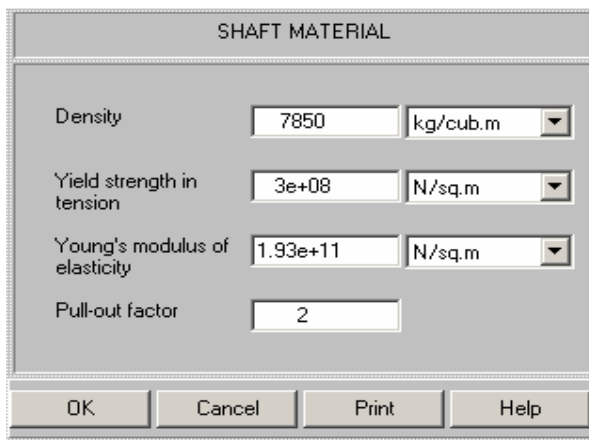 SHAFT MATERIAL
Density 7850 kg/cub.m
Yield strength in
tension 3e+08 N/sq.m
Young's modulus of
elasticity 1.93e+11 N/sq.m
Pull-out factor 2
OK Cancel Print Help